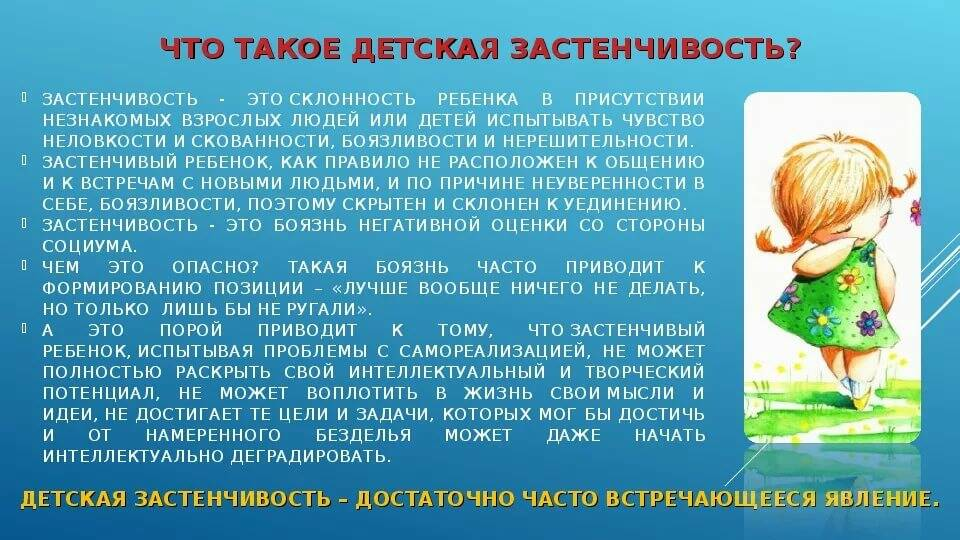 ЧТО ТАКОЕ ДЕТСКАЯ ЗАСТЕНЧИВОСТЬ?
ЗАСТЕНЧИВОСТЬ - ЭТО СКЛОННОСТЬ РЕБЕНКА В ПРИСУТСТВИИ
НЕЗНАКОМЫХ ВЗРОСЛЫХ ЛЮДЕЙ ИЛИ ДЕТЕЙ ИСПЫТЫВАТЬ ЧУВСТВО
НЕЛОВКОСТИ И СКОВАННОСТИ, БОЯЗЛИВОСТИ И НЕРЕШИТЕЛЬНОСТИ.
ЗАСТЕНЧИВЫЙ РЕБЕНОК, КАК ПРАВИЛО НЕ РАСПОЛОЖЕН К ОБЩЕНИЮ
И К ВСТРЕЧАМ С НОВЫМИ ЛЮДЬМИ, И ПО ПРИЧИНЕ НЕУВЕРЕННОСТИ В
СЕБЕ, БОЯЗЛИВОСТИ, ПОЭТОМУ СКРЫТЕН И СКЛОНЕН К УЕДИНЕНИЮ.
ЗАСТЕНЧИВОСТЬ - ЭТО БОЯЗНЬ НЕГАТИВНОЙ ОЦЕНКИ СО СТОРОНЫ
СОЦИУМА.
ЧЕМ ЭТО ОПАСНО? ТАКАЯ БОЯЗНЬ ЧАСТО ПРИВОДИТ К
ФОРМИРОВАНИЮ ПОЗИЦИИ – «ЛУЧШЕ ВООБЩЕ НИЧЕГО НЕ ДЕЛАТЬ,
НО ТОЛЬКО ЛИШЬ БЫ НЕ РУГАЛИ».
А ЭТО ПОРОЙ ПРИВОДИТ К ТОМУ, ЧТО ЗАСТЕНЧИВЫЙ
РЕБЕНОК, ИСПЫТЫВАЯ ПРОБЛЕМЫ С САМОРЕАЛИЗАЦИЕЙ, НЕ МОЖЕТ
ПОЛНОСТЬЮ РАСКРЫТЬ СВОЙ ИНТЕЛЛЕКТУАЛЬНЫЙ И ТВОРЧЕСКИЙ
ПОТЕНЦИАЛ, НЕ МОЖЕТ ВОПЛОТИТЬ В ЖИЗНЬ СВОИ МЫСЛИ И
ИДЕИ, НЕ ДОСТИГАЕТ ТЕ ЦЕЛИ И ЗАДАЧИ, КОТОРЫХ МОГ БЫ ДОСТИЧЬ
И ОТ НАМЕРЕННОГО БЕЗДЕЛЬЯ МОЖЕТ ДАЖЕ НАЧАТЬ
ИНТЕЛЛЕКТУАЛЬНО ДЕГРАДИРОВАТЬ.
ДЕТСКАЯ ЗАСТЕНЧИВОСТЬ – ДОСТАТОЧНО ЧАСТО ВСТРЕЧАЮЩЕЕСЯ ЯВЛЕНИЕ.